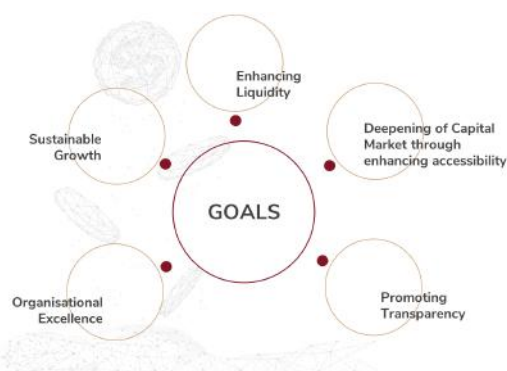 Enhancing
Liquidity
Deepening of Capital
Market through
enhancing accessibility
Sustainable
Growth
GOALS
Organisational
Excellence
Promoting
Transparency